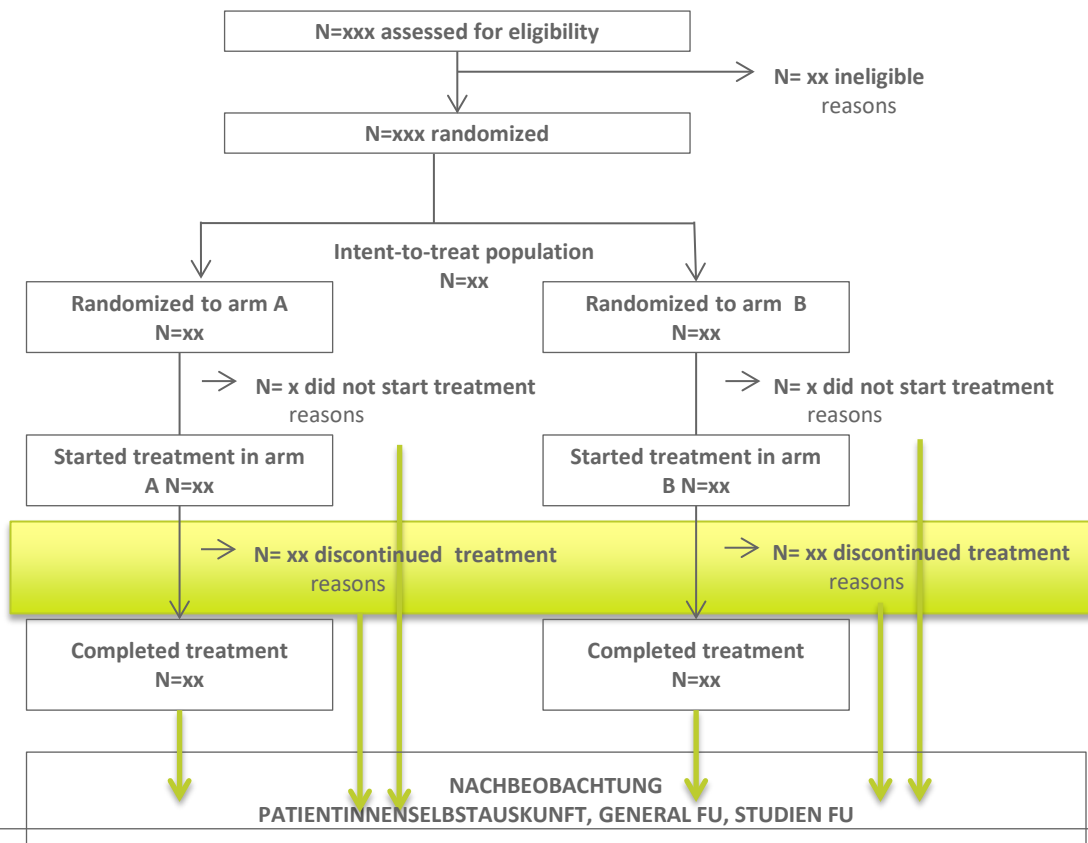 N=xxx assessed for eligibility
N= xx ineligible
reasons
N=xxx randomized
Intent-to-treat population
N=xx
Randomized to arm A
N=xx
Randomized to arm B
N=xx
N= x did not start treatment
reasons
N= x did not start treatment
reasons
Started treatment in arm
A N=xx
Started treatment in arm
B N=xx
N= xx discontinued treatment
reasons
N= xx discontinued treatment
reasons
Completed treatment
N=xx
Completed treatment
N=xx
NACHBEOBACHTUNG
PATIENTINNENSELBSTAUSKUNFT, GENERAL FU, STUDIEN FU